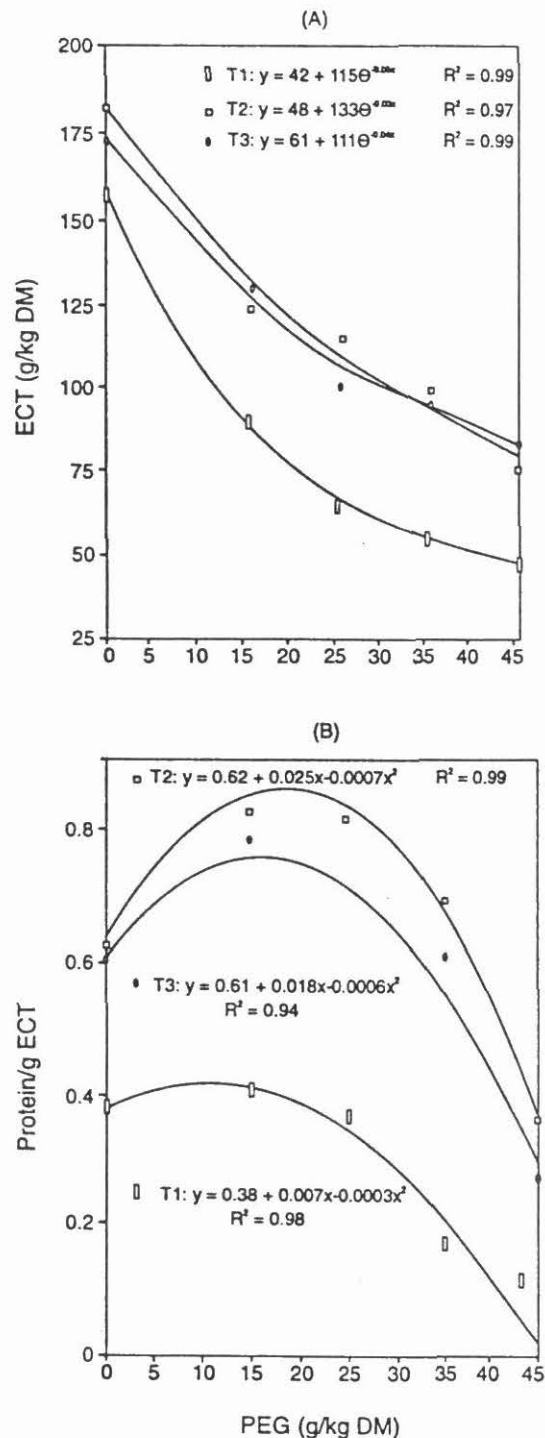 (A)
200
175
150
125
100
75
50
25
ECT (g/kg DM)
T1: y = 42 + 115Θ R² = 0.99
T2: y = 48 + 133Θ R² = 0.97
T3: y = 61 + 111Θ R² = 0.99
0 5 10 15 20 25 30 35 40 45
(B)
0.8
0.6
0.4
0.2
0
Protein/g ECT
T2: y = 0.62 + 0.025x-0.0007x² R² = 0.99
T3: y = 0.61 + 0.018x-0.0006x²
R² = 0.94
T1: y = 0.38 + 0.007x-0.0003x²
R² = 0.98
0 5 10 15 20 25 30 35 40 45
PEG (g/kg DM)